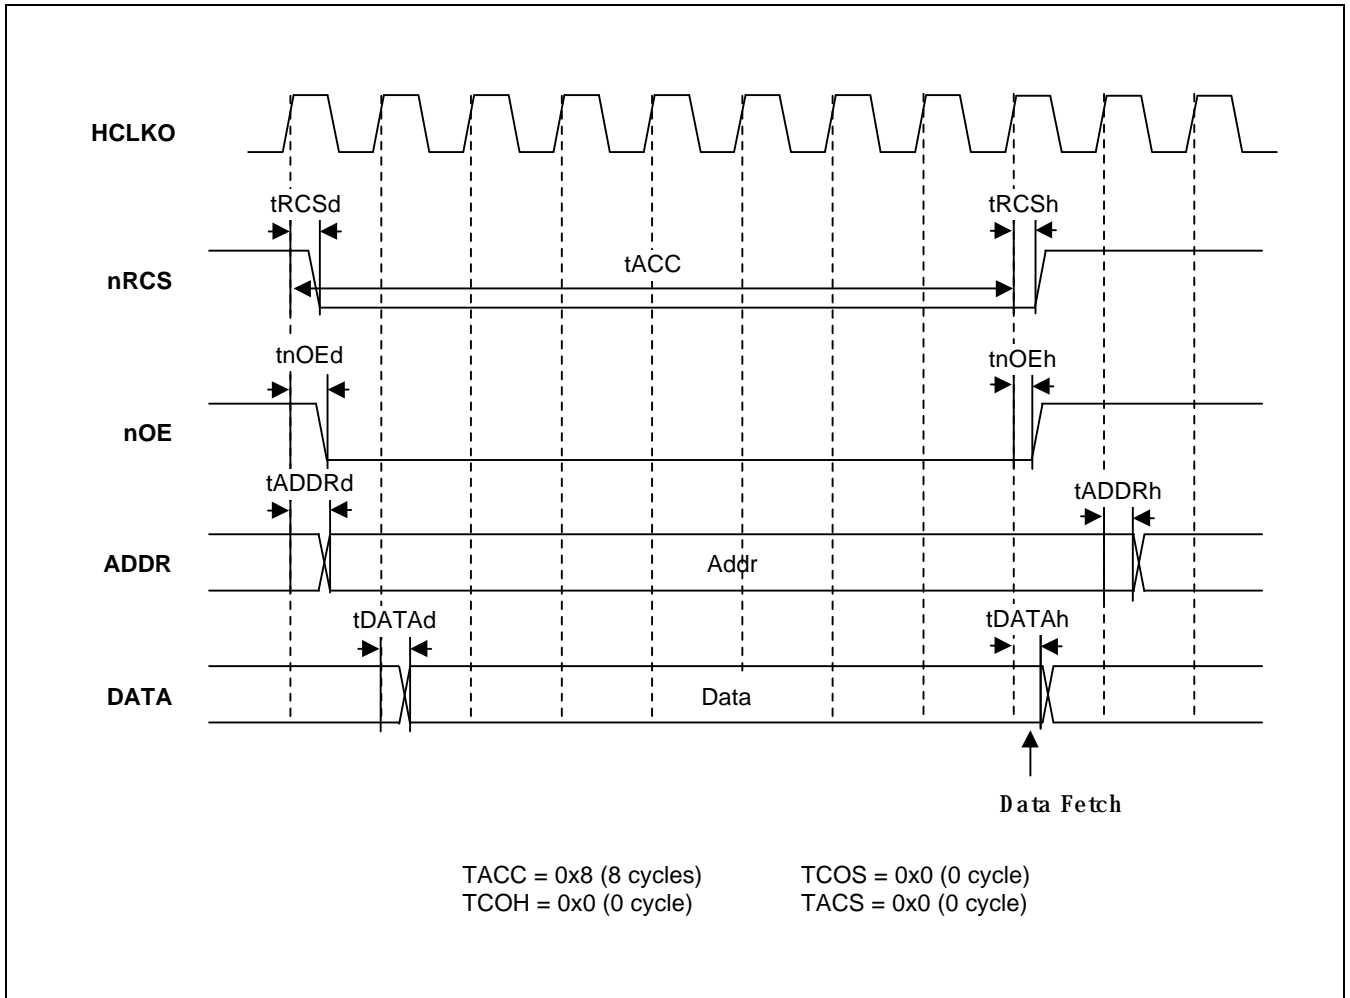 HCLKO
tRCSd
tRCSh
nRCS
tACC
tnOEd
tnOEh
nOE
tADDRd
tADDRh
ADDR
Addr
tDATAd
tDATAh
DATA
Data
Data Fetch
TACC = 0x8 (8 cycles)
TCOS = 0x0 (0 cycle)
TCOH = 0x0 (0 cycle)
TACS = 0x0 (0 cycle)